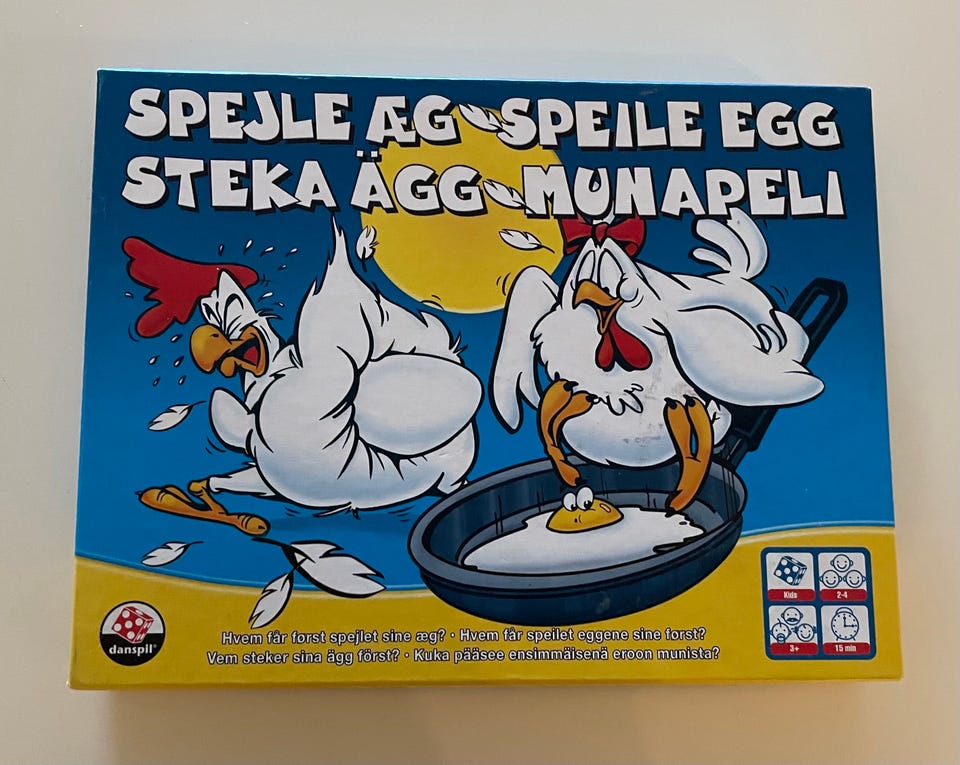 SPEJLE ÆG SPEILE EGG
STEKA ÄGG MUNAPELI
Hvem får først spejlet sine æg? · Hvem får speilet eggene sine først?
Vem steker sina ägg först? · Kuka pääsee ensimmäisenä eroon munista?
danspil®
Kids
2-4
3+
15 min